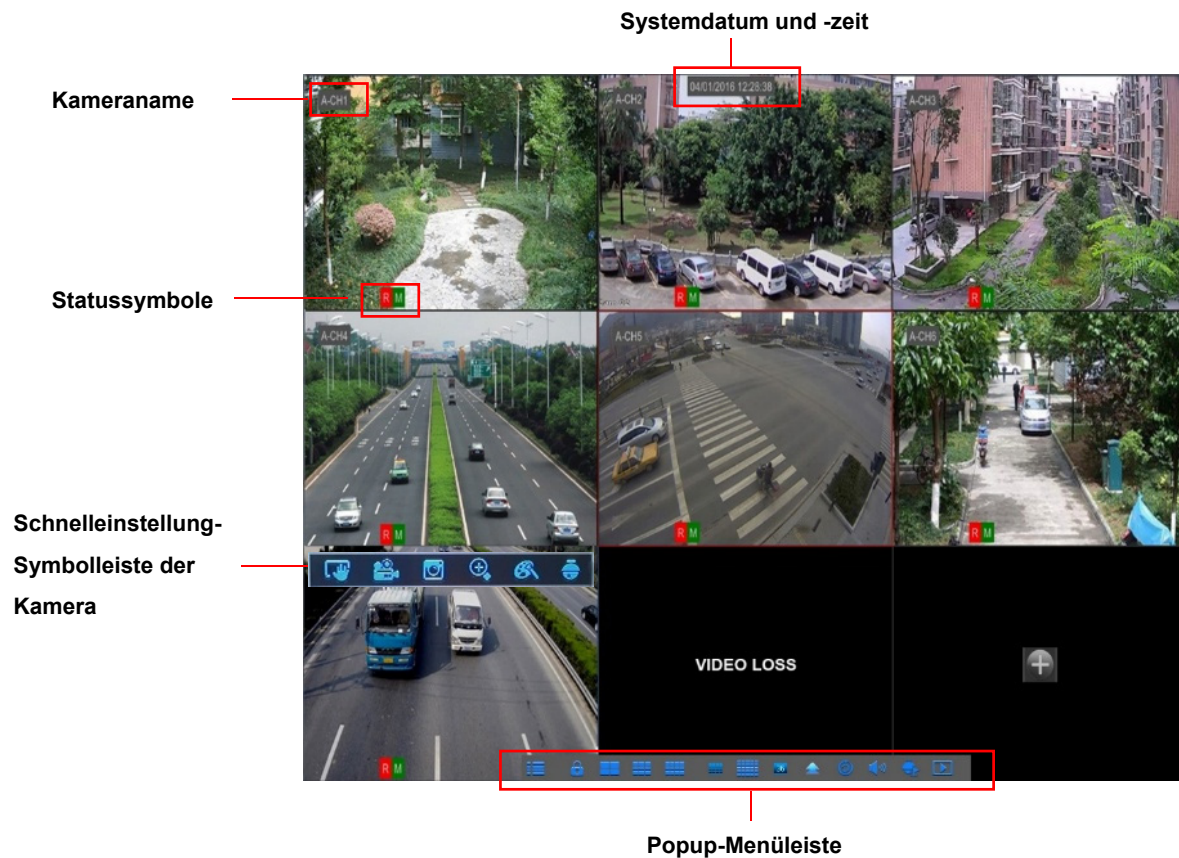 Systemdatum und -zeit
Kameraname
A-CH1
A-CH2
04/01/2016 12:28:38
A-CH3
Statussymbole
R M
R M
R M
A-CH4
A-CH5
A-CH6
R M
R M
R M
Schnelleinstellung-
Symbolleiste der
Kamera
VIDEO LOSS
R M
36
Popup-Menüleiste